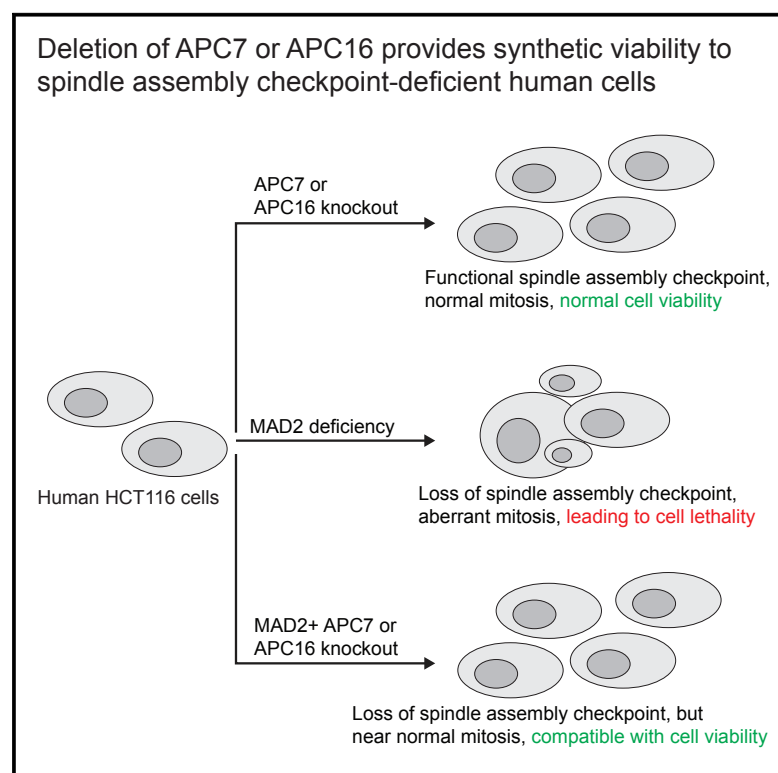 Deletion of APC7 or APC16 provides synthetic viability to
spindle assembly checkpoint-deficient human cells
APC7 or
APC16 knockout
Functional spindle assembly checkpoint,
normal mitosis, normal cell viability
MAD2 deficiency
Human HCT116 cells
Loss of spindle assembly checkpoint,
aberrant mitosis, leading to cell lethality
MAD2+ APC7 or
APC16 knockout
Loss of spindle assembly checkpoint, but
near normal mitosis, compatible with cell viability